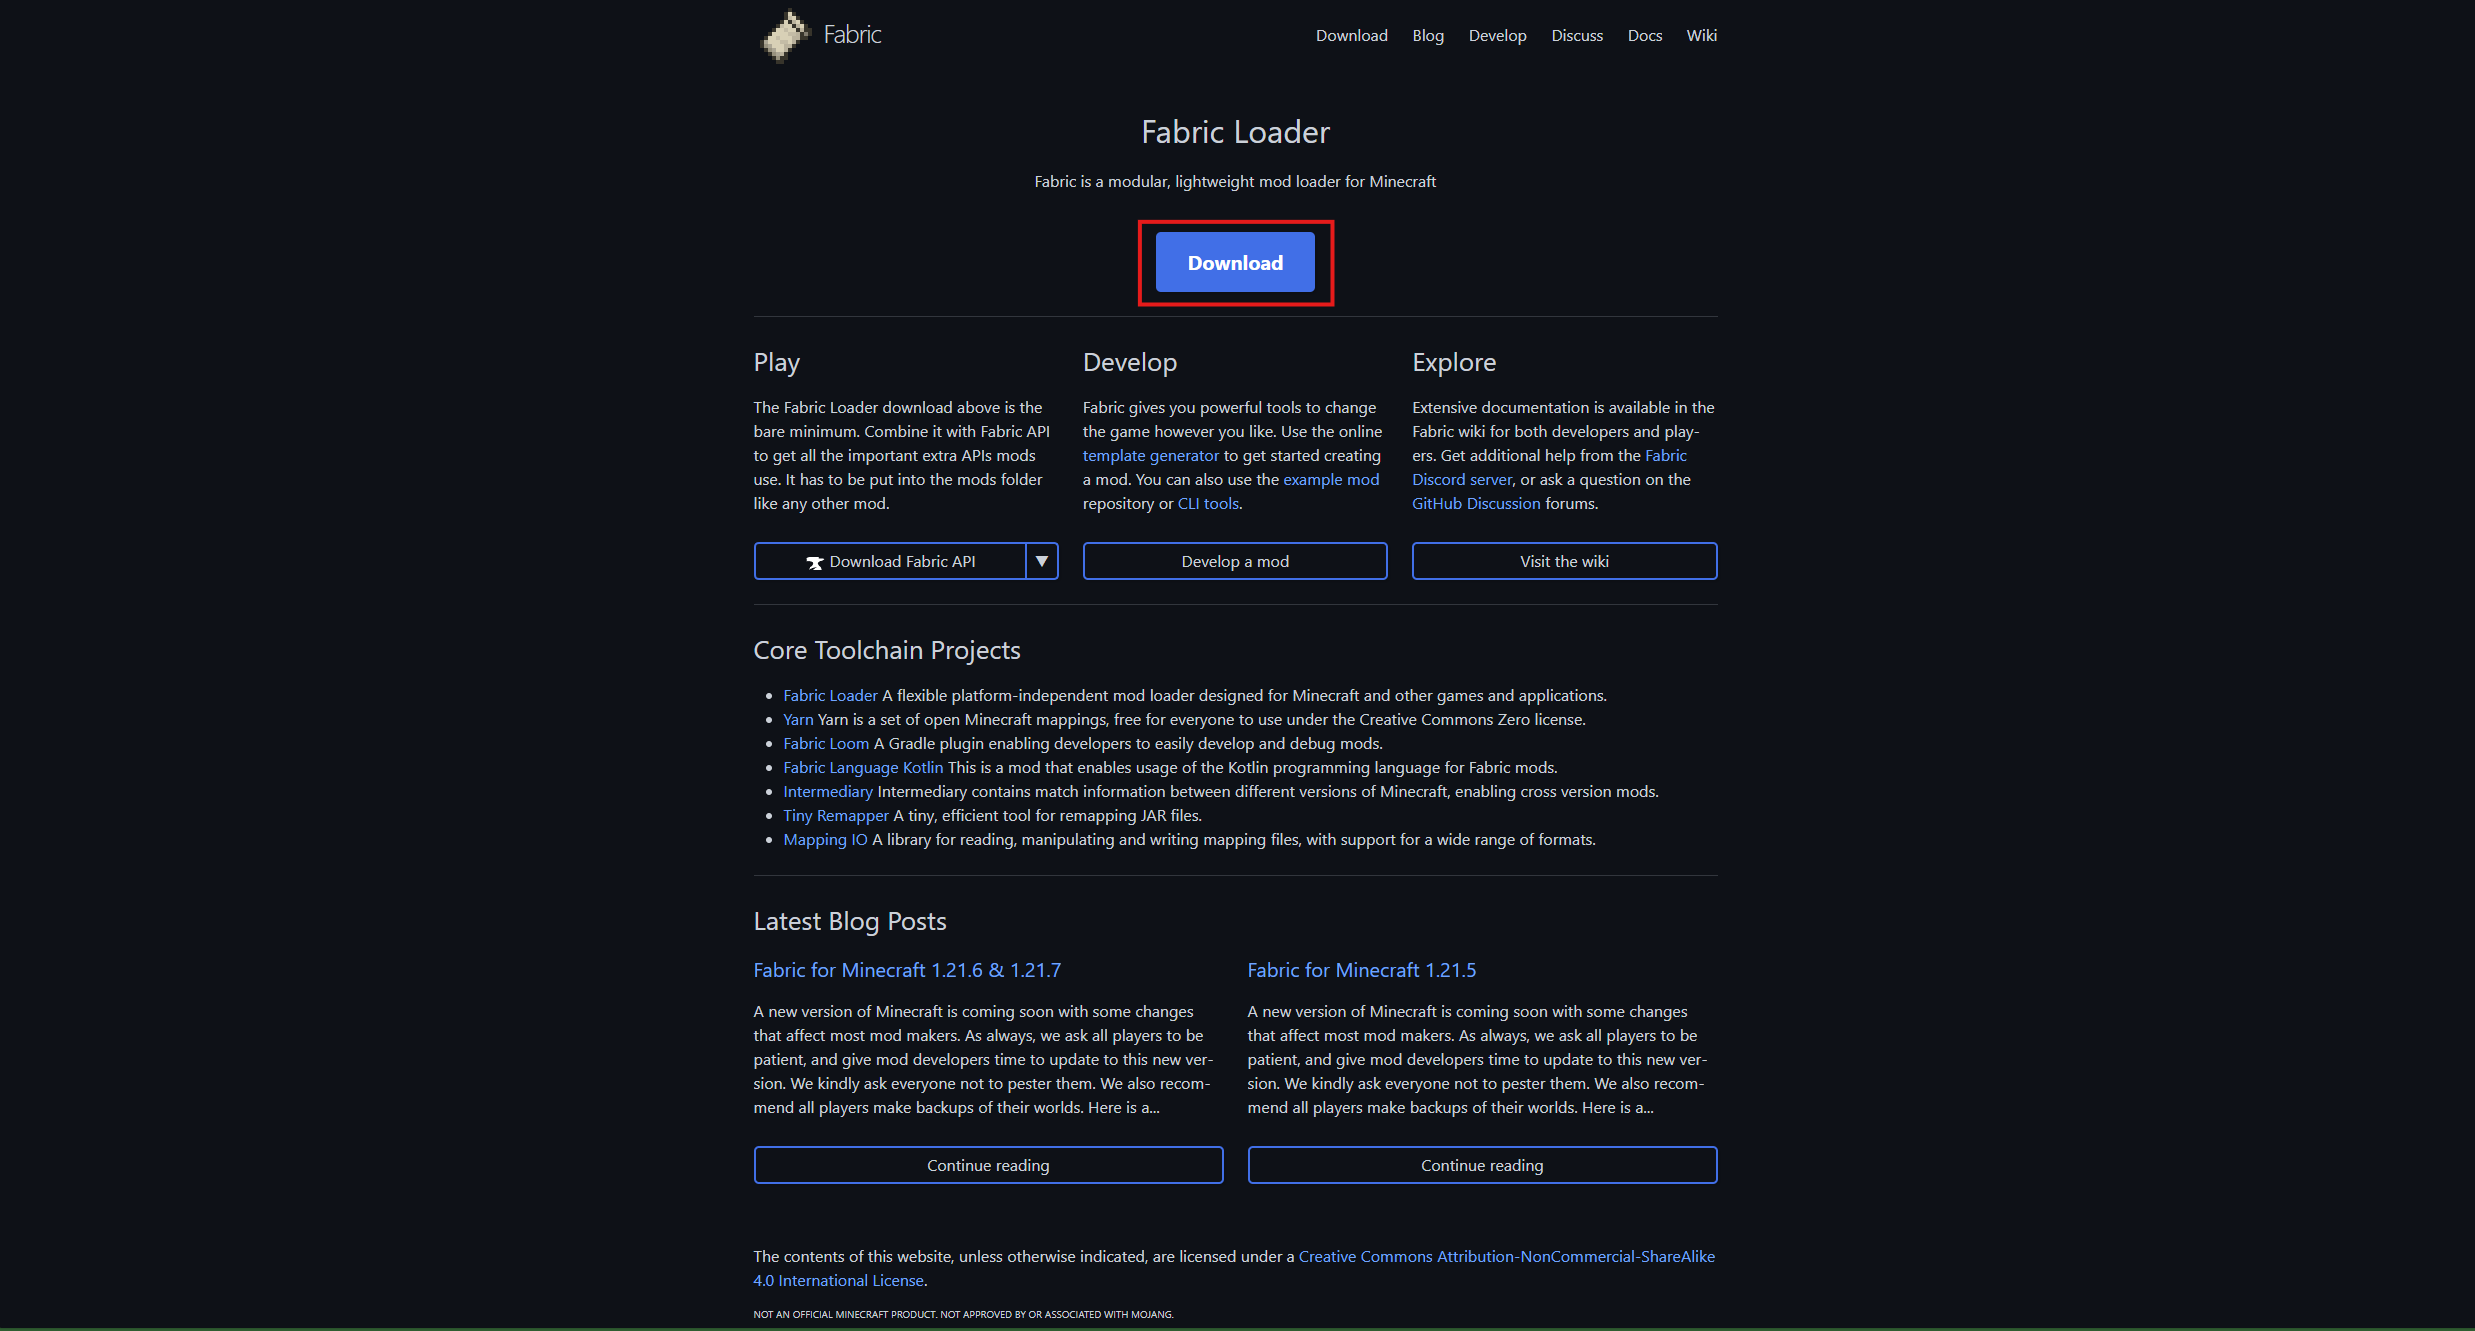 Fabric
Download Blog Develop Discuss Docs Wiki
Fabric Loader
Fabric is a modular, lightweight mod loader for Minecraft
Download
Play
The Fabric Loader download above is the
bare minimum. Combine it with Fabric API
to get all the important extra APIs mods
use. It has to be put into the mods folder
like any other mod.
Download Fabric API ▼
Develop
Fabric gives you powerful tools to change
the game however you like. Use the online
template generator to get started creating
a mod. You can also use the example mod
repository or CLI tools.
Develop a mod
Explore
Extensive documentation is available in the
Fabric wiki for both developers and play-
ers. Get additional help from the Fabric
Discord server, or ask a question on the
GitHub Discussion forums.
Visit the wiki
Core Toolchain Projects
• Fabric Loader A flexible platform-independent mod loader designed for Minecraft and other games and applications.
• Yarn Yarn is a set of open Minecraft mappings, free for everyone to use under the Creative Commons Zero license.
• Fabric Loom A Gradle plugin enabling developers to easily develop and debug mods.
• Fabric Language Kotlin This is a mod that enables usage of the Kotlin programming language for Fabric mods.
• Intermediary Intermediary contains match information between different versions of Minecraft, enabling cross version mods.
• Tiny Remapper A tiny, efficient tool for remapping JAR files.
• Mapping IO A library for reading, manipulating and writing mapping files, with support for a wide range of formats.
Latest Blog Posts
Fabric for Minecraft 1.21.6 & 1.21.7
A new version of Minecraft is coming soon with some changes
that affect most mod makers. As always, we ask all players to be
patient, and give mod developers time to update to this new ver-
sion. We kindly ask everyone not to pester them. We also recom-
mend all players make backups of their worlds. Here is a...
Continue reading
Fabric for Minecraft 1.21.5
A new version of Minecraft is coming soon with some changes
that affect most mod makers. As always, we ask all players to be
patient, and give mod developers time to update to this new ver-
sion. We kindly ask everyone not to pester them. We also recom-
mend all players make backups of their worlds. Here is a...
Continue reading
The contents of this website, unless otherwise indicated, are licensed under a Creative Commons Attribution-NonCommercial-ShareAlike
4.0 International License.
NOT AN OFFICIAL MINECRAFT PRODUCT. NOT APPROVED BY OR ASSOCIATED WITH MOJANG.